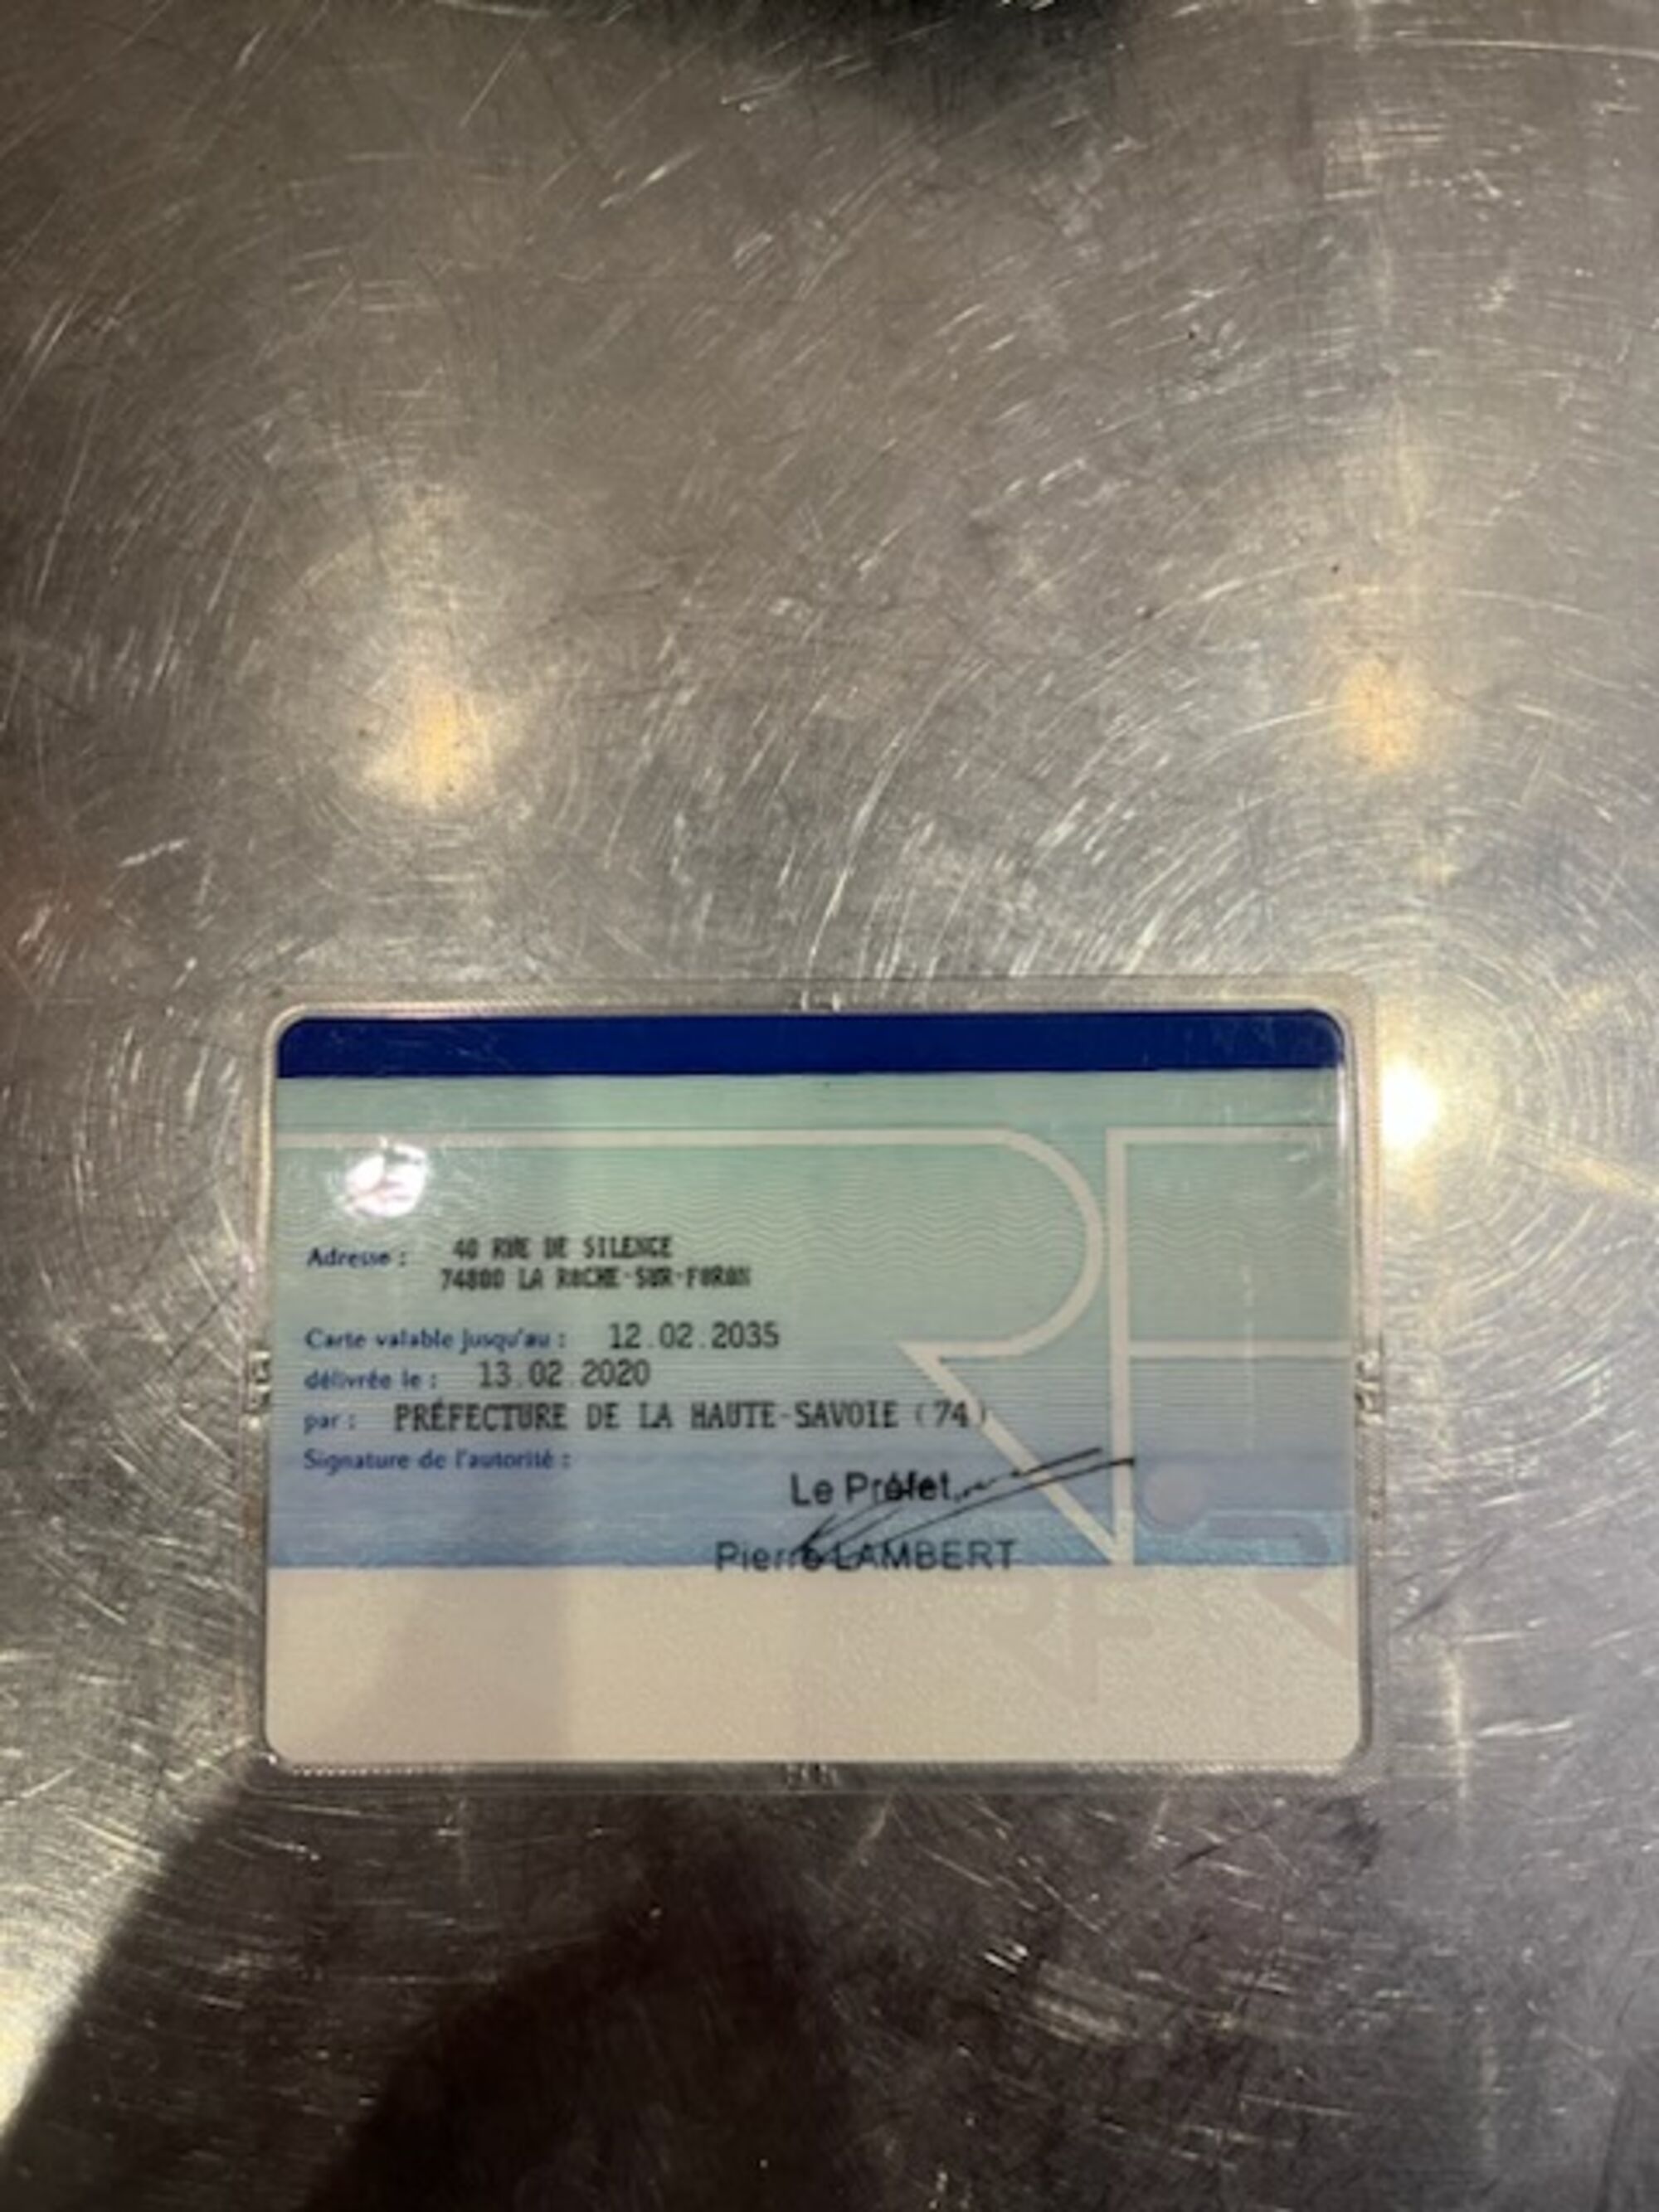 Adresse : 40 RUE DE SILENCE
74800 LA ROCHE-SUR-FORON
Carte valable jusqu'au : 12.02.2035
délivrée le : 13.02.2020
par : PRÉFECTURE DE LA HAUTE-SAVOIE (74)
Signature de l'autorité :
Le Préfet
Pierre LAMBERT
RF